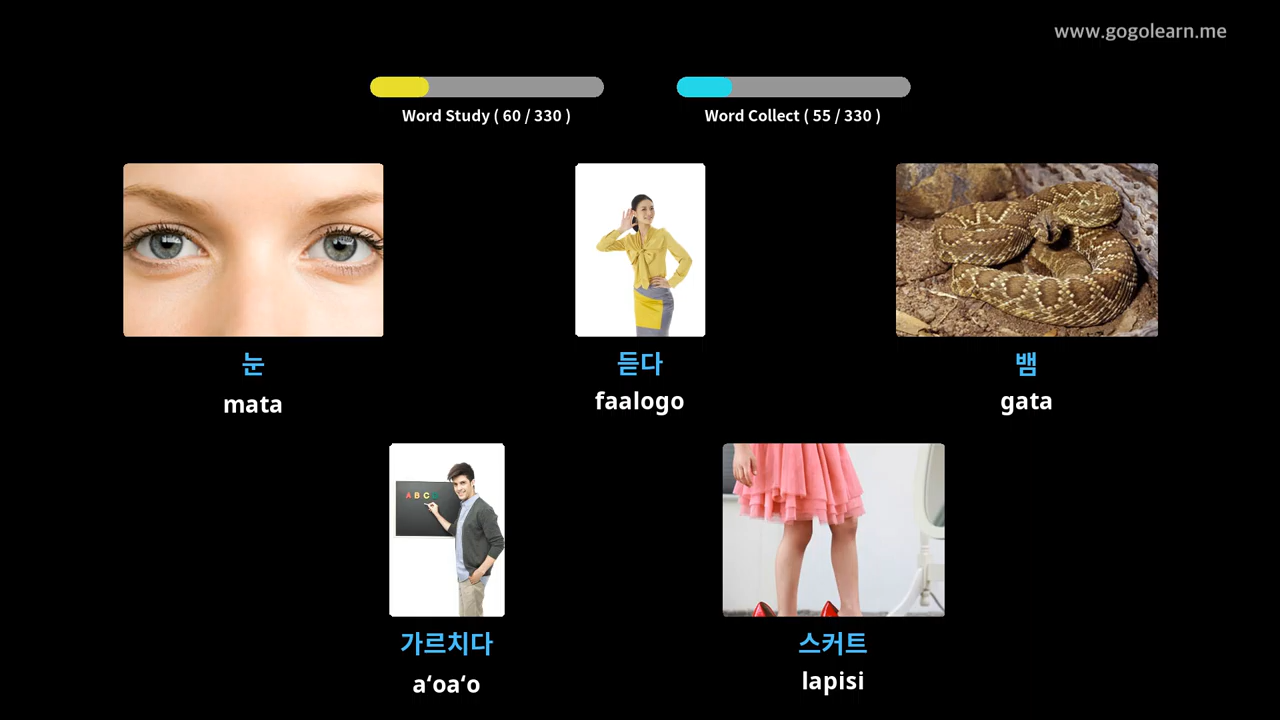 www.gogolearn.me
Word Study ( 60 / 330 )
Word Collect ( 55 / 330 )
눈
mata
듣다
faalogo
뱀
gata
A B C
가르치다
a‘oa‘o
스커트
lapisi